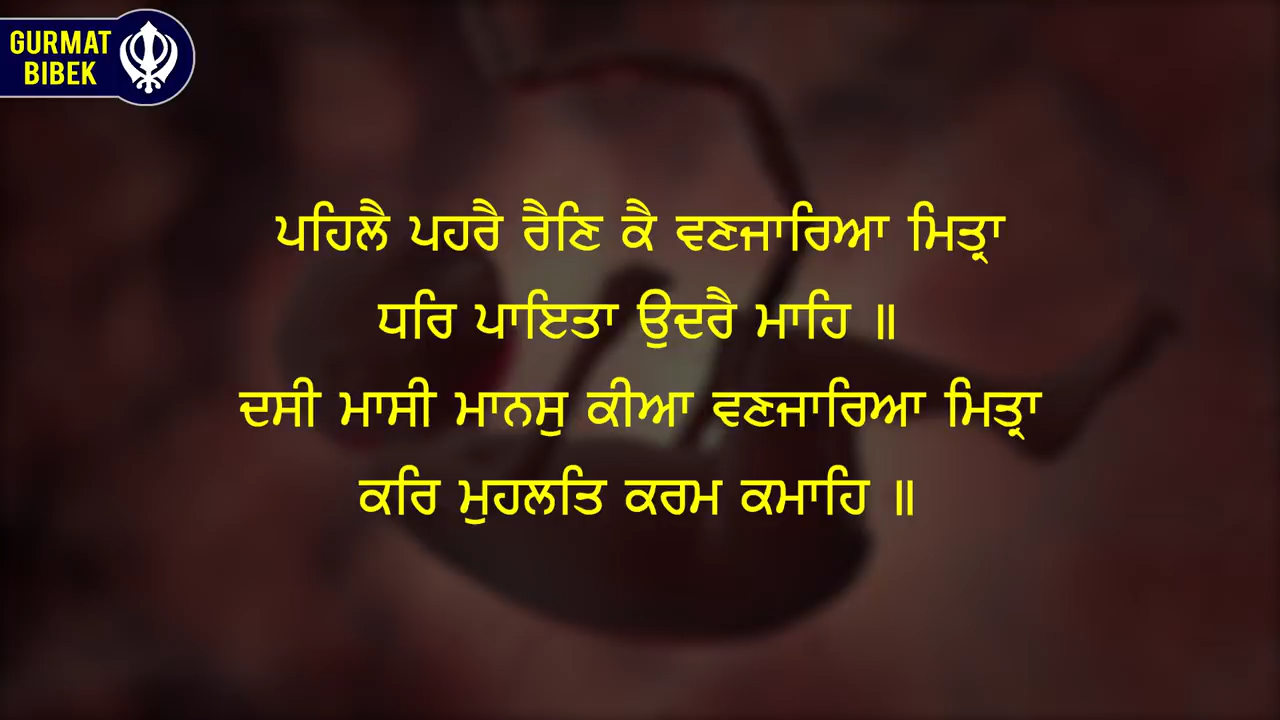 GURMAT
BIBEK
ਪਹਿਲੈ ਪਹਰੈ ਰੈਣਿ ਕੈ ਵਣਜਾਰਿਆ ਮਿਤ੍ਰਾ
ਧਰਿ ਪਾਇਤਾ ਉਦਰੈ ਮਾਹਿ ॥
ਦਸੀ ਮਾਸੀ ਮਾਨਸੁ ਕੀਆ ਵਣਜਾਰਿਆ ਮਿਤ੍ਰਾ
ਕਰਿ ਮੁਹਲਤਿ ਕਰਮ ਕਮਾਹਿ ॥